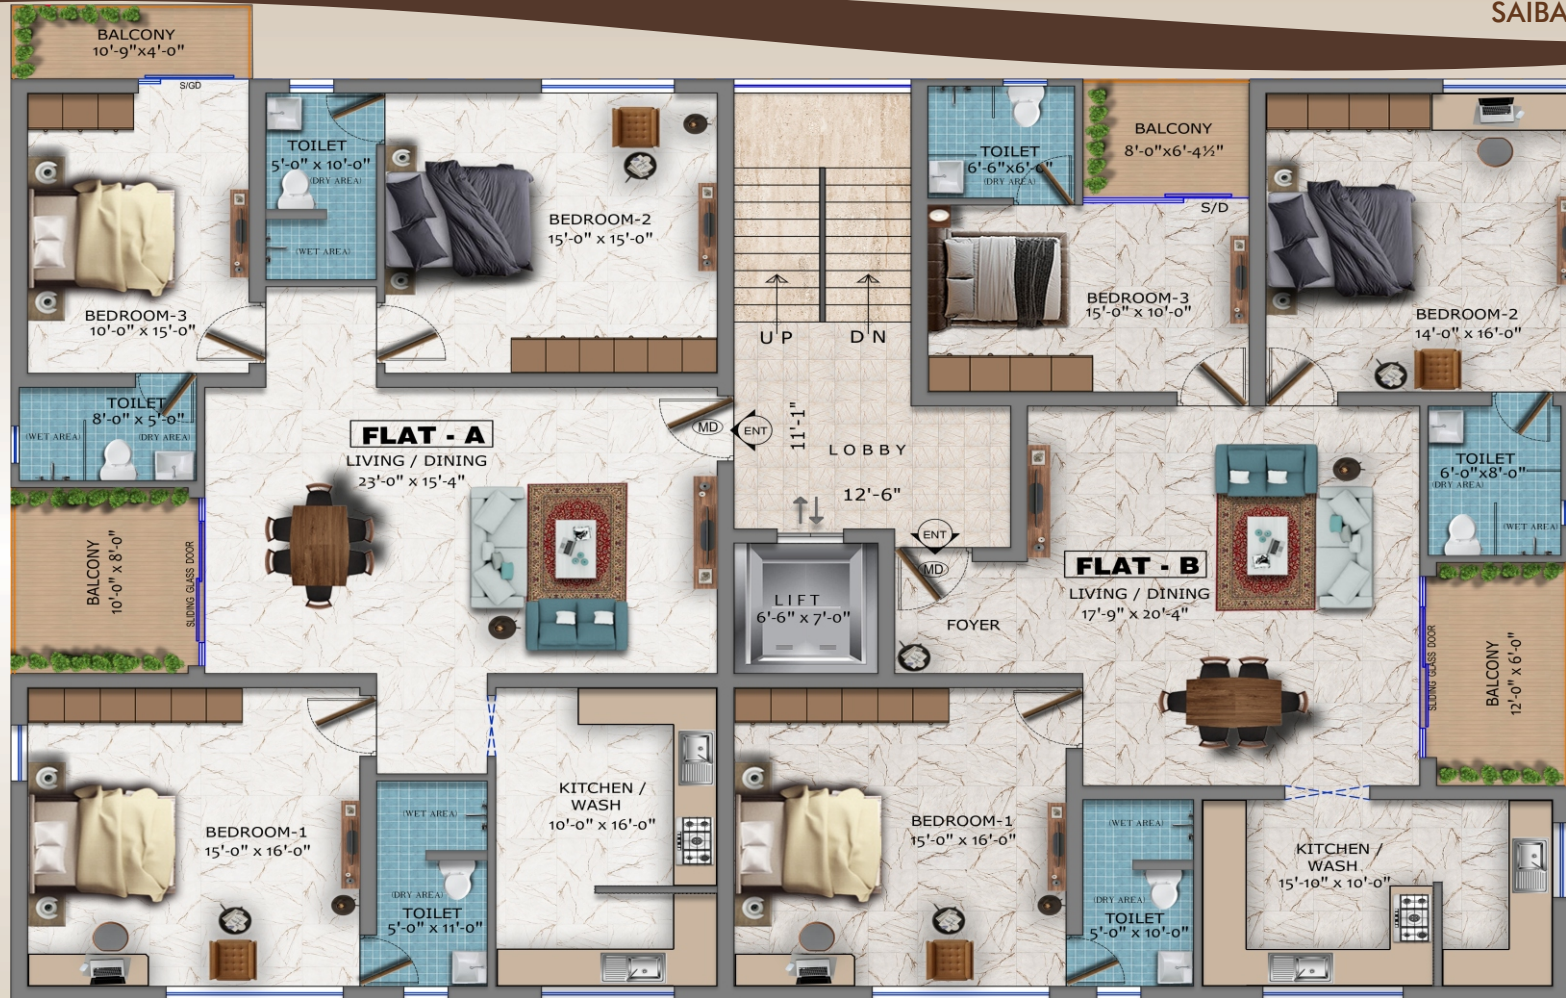 SAIBA
BALCONY
10'-9"x4'-0"
S/GD
TOILET
5'-0" x 10'-0"
(DRY AREA)
(WET AREA)
BEDROOM-2
15'-0" x 15'-0"
BEDROOM-3
10'-0" x 15'-0"
UP
DN
TOILET
6'-6"x6'-0"
(DRY AREA)
BALCONY
8'-0"x6'-4½"
S/D
BEDROOM-3
15'-0" x 10'-0"
BEDROOM-2
14'-0" x 16'-0"
TOILET
8'-0" x 5'-0"
(WET AREA)
(DRY AREA)
FLAT - A
LIVING / DINING
23'-0" x 15'-4"
MD
ENT
11'-1"
LOBBY
12'-6"
ENT
MD
TOILET
6'-0"x8'-0"
(DRY AREA)
(WET AREA)
BALCONY
10'-0" x 8'-0"
SLIDING GLASS DOOR
LIFT
6'-6" x 7'-0"
FOYER
FLAT - B
LIVING / DINING
17'-9" x 20'-4"
SLIDING GLASS DOOR
BALCONY
12'-0" x 6'-0"
BEDROOM-1
15'-0" x 16'-0"
(WET AREA)
(DRY AREA)
TOILET
5'-0" x 11'-0"
KITCHEN /
WASH
10'-0" x 16'-0"
BEDROOM-1
15'-0" x 16'-0"
(WET AREA)
(DRY AREA)
TOILET
5'-0" x 10'-0"
KITCHEN /
WASH
15'-10" x 10'-0"